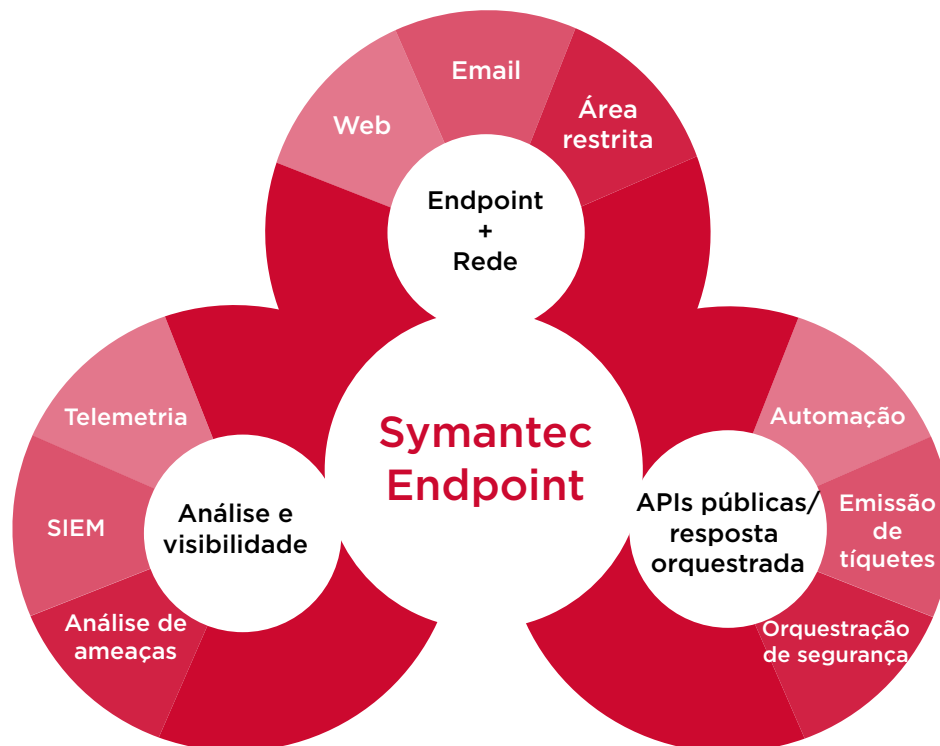 Email
Web
Área
restrita
Endpoint
+
Rede
Symantec
Endpoint
Telemetria
SIEM
Análise de
ameaças
Análise e
visibilidade
APIs públicas/
resposta
orquestrada
Automação
Emissão
de
tíquetes
Orquestração
de segurança